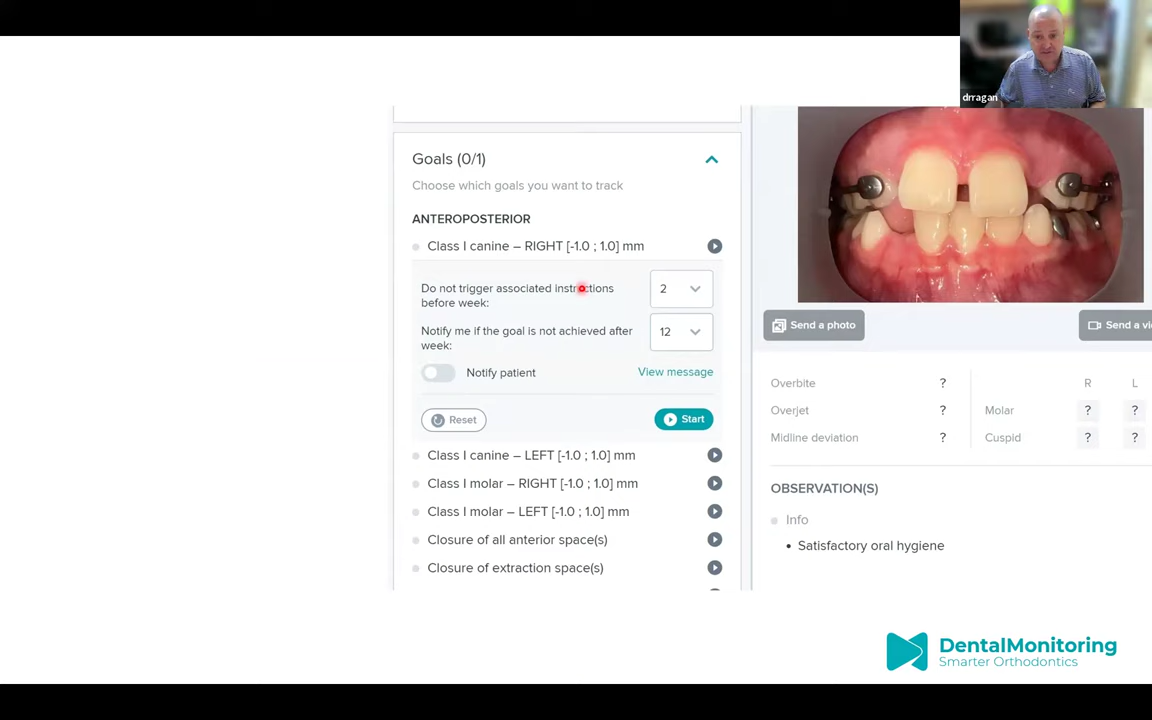 drragan
Goals (0/1)
Choose which goals you want to track
ANTEROPOSTERIOR
Class I canine – RIGHT [-1.0 ; 1.0] mm
Do not trigger associated instructions
before week:
2
Notify me if the goal is not achieved after
week:
12
Notify patient
View message
Reset
Start
Class I canine – LEFT [-1.0 ; 1.0] mm
Class I molar – RIGHT [-1.0 ; 1.0] mm
Class I molar – LEFT [-1.0 ; 1.0] mm
Closure of all anterior space(s)
Closure of extraction space(s)
Send a photo
Send a vi
R L
Overbite ?
Overjet ?
Midline deviation ?
Molar ? ?
Cuspid ? ?
OBSERVATION(S)
Info
• Satisfactory oral hygiene
DentalMonitoring
Smarter Orthodontics